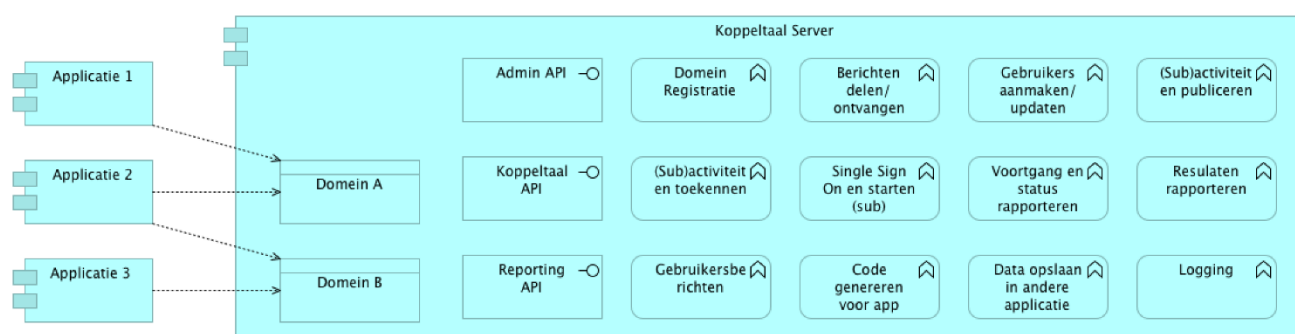 Koppeltaal Server
Applicatie 1
Applicatie 2
Applicatie 3
Domein A
Domein B
Admin API
Domein
Registratie
Berichten
delen/
ontvangen
Gebruikers
aanmaken/
updaten
(Sub)activiteit
en publiceren
Koppeltaal
API
(Sub)activiteit
en toekennen
Single Sign
On en starten
(sub)
Voortgang en
status
rapporteren
Resulaten
rapporteren
Reporting
API
Gebruikersbe
richten
Code
genereren
voor app
Data opslaan
in andere
applicatie
Logging